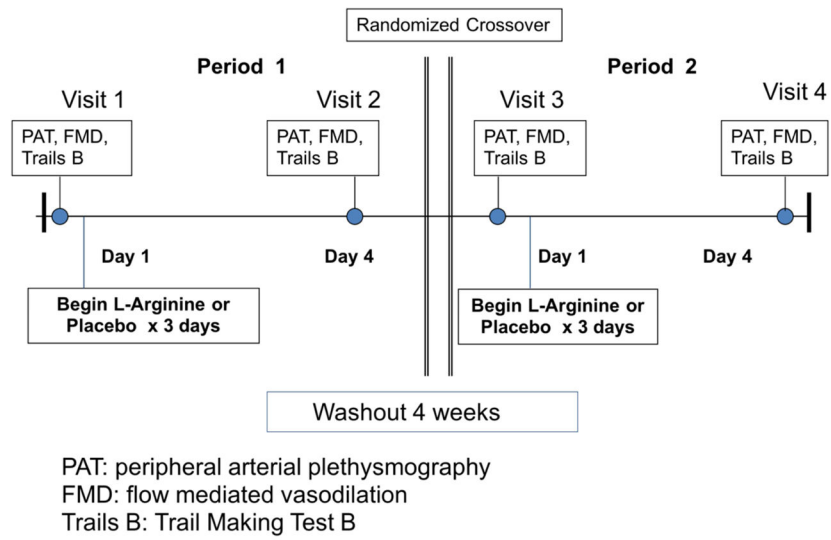 Randomized Crossover
Period 1
Period 2
Visit 1
Visit 2
Visit 3
Visit 4
PAT, FMD,
Trails B
PAT, FMD,
Trails B
PAT, FMD,
Trails B
PAT, FMD,
Trails B
Day 1
Day 4
Day 1
Day 4
Begin L-Arginine or
Placebo x 3 days
Begin L-Arginine or
Placebo x 3 days
Washout 4 weeks
PAT: peripheral arterial plethysmography
FMD: flow mediated vasodilation
Trails B: Trail Making Test B